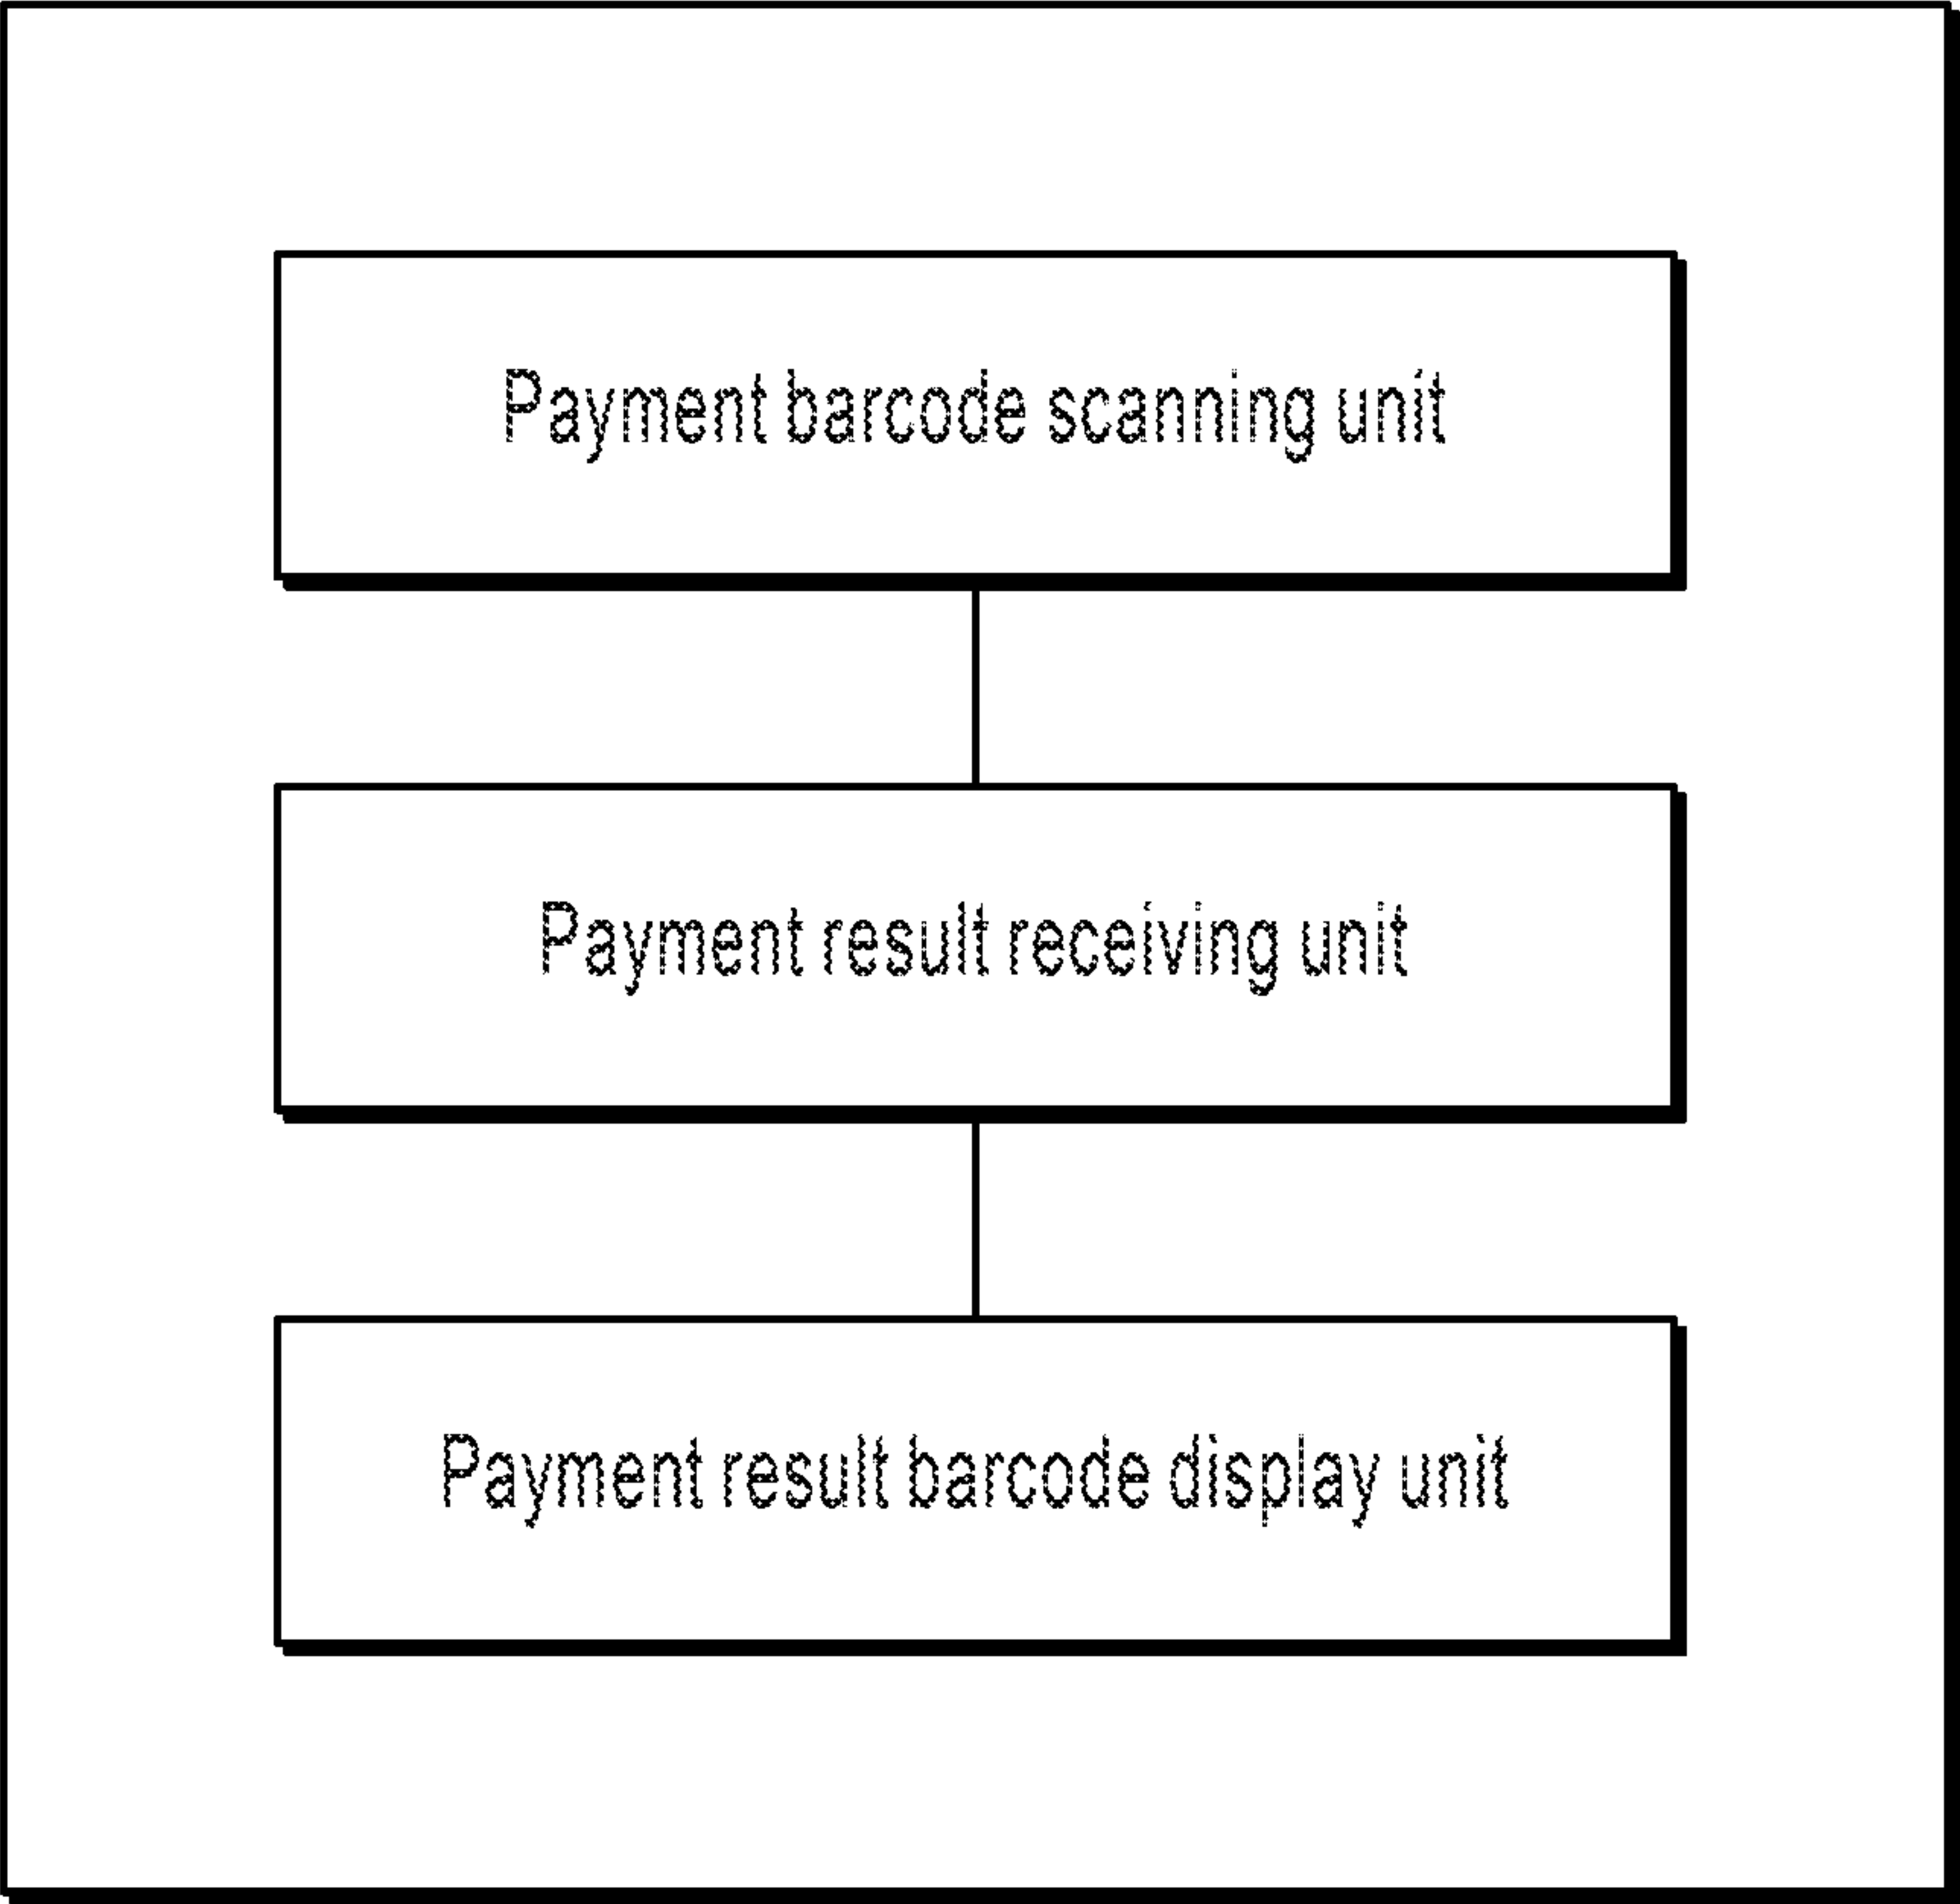 Payment barcode scanning unit
Payment result receiving unit
Payment result barcode display unit